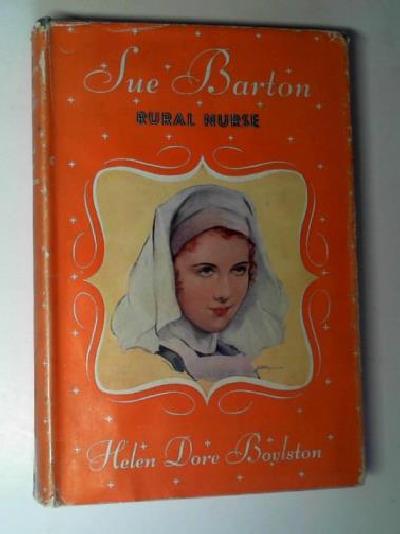 Sue Barton
RURAL NURSE
Helen Dore Boylston